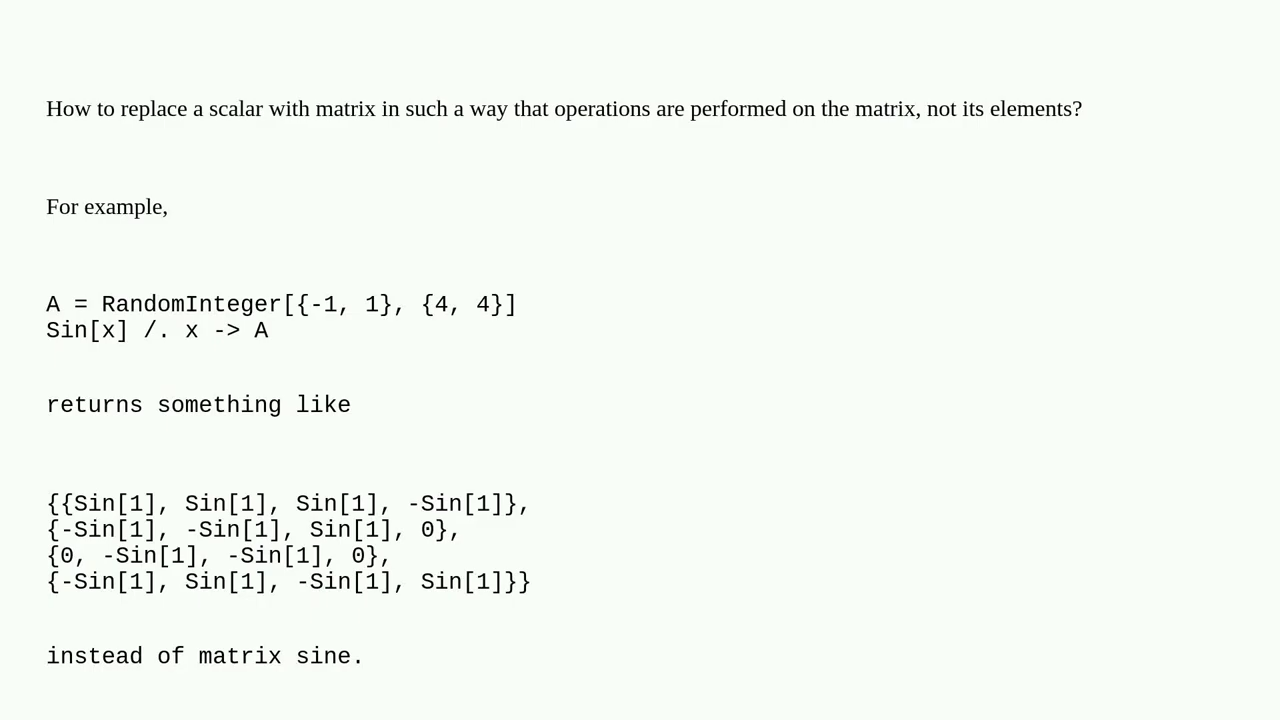 How to replace a scalar with matrix in such a way that operations are performed on the matrix, not its elements?
For example,
A = RandomInteger[{-1, 1}, {4, 4}]
Sin[x] /. x -> A
returns something like
{{Sin[1], Sin[1], Sin[1], -Sin[1]},
{-Sin[1], -Sin[1], Sin[1], 0},
{0, -Sin[1], -Sin[1], 0},
{-Sin[1], Sin[1], -Sin[1], Sin[1]}}
instead of matrix sine.